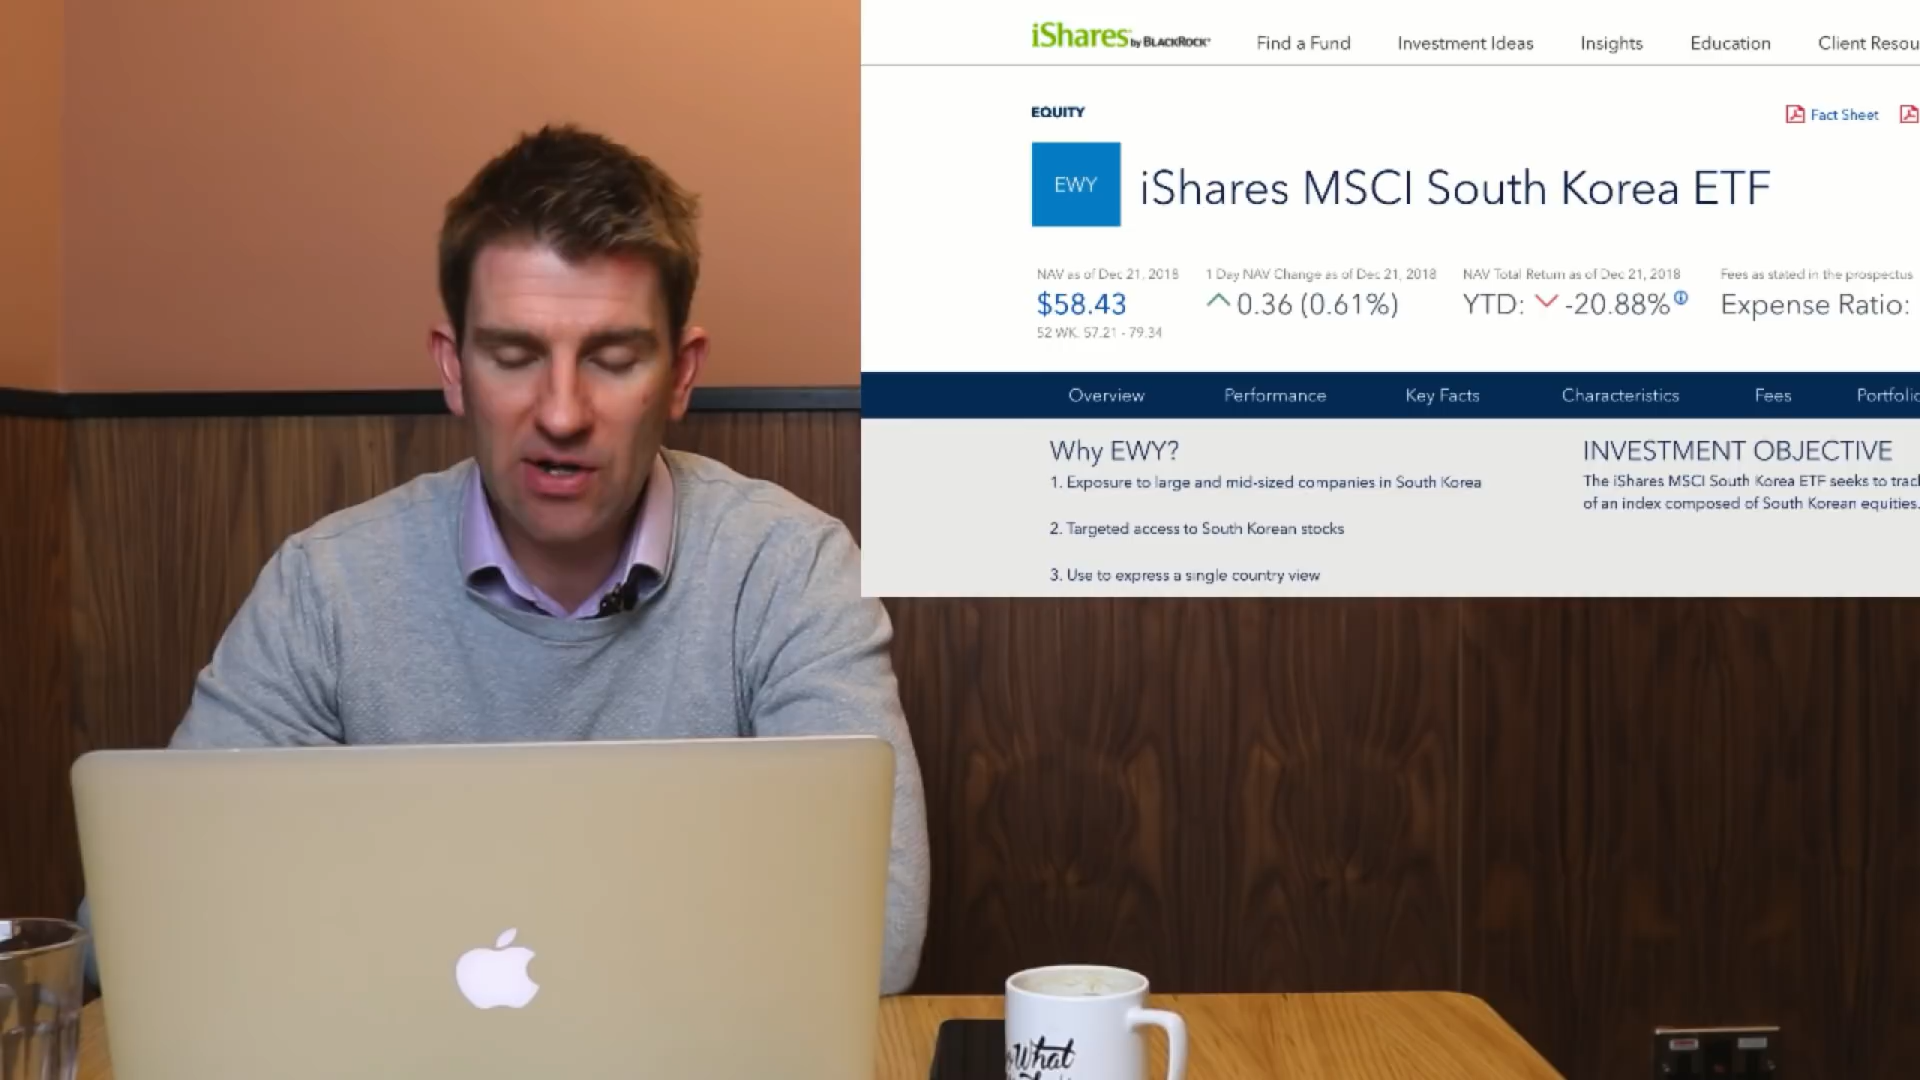 iShares by BLACKROCK®
Find a Fund
Investment Ideas
Insights
Education
Client Resou
EQUITY
Fact Sheet
EWY
iShares MSCI South Korea ETF
NAV as of Dec 21, 2018
$58.43
52 WK: 57.21 - 79.34
1 Day NAV Change as of Dec 21, 2018
0.36 (0.61%)
NAV Total Return as of Dec 21, 2018
YTD: -20.88%
Fees as stated in the prospectus
Expense Ratio:
Overview
Performance
Key Facts
Characteristics
Fees
Portfolio
Why EWY?
1. Exposure to large and mid-sized companies in South Korea
2. Targeted access to South Korean stocks
3. Use to express a single country view
INVESTMENT OBJECTIVE
The iShares MSCI South Korea ETF seeks to track
of an index composed of South Korean equities.
What